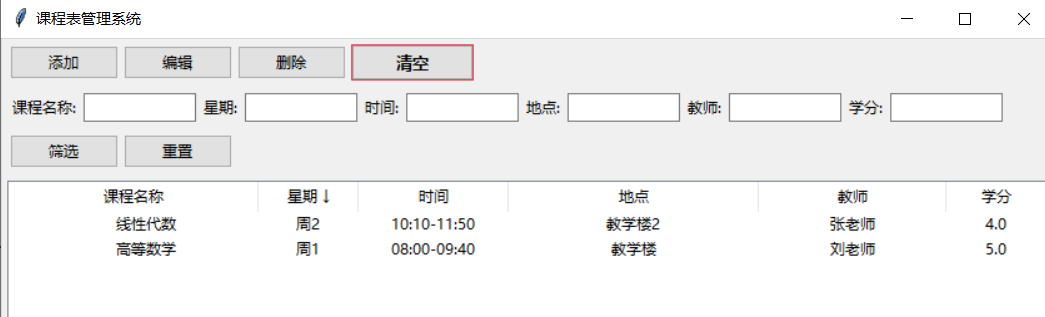 课程表管理系统
添加 编辑 删除 清空
课程名称: 星期: 时间: 地点: 教师: 学分:
筛选 重置
课程名称 星期↓ 时间 地点 教师 学分
线性代数 周2 10:10-11:50 教学楼2 张老师 4.0
高等数学 周1 08:00-09:40 教学楼 刘老师 5.0